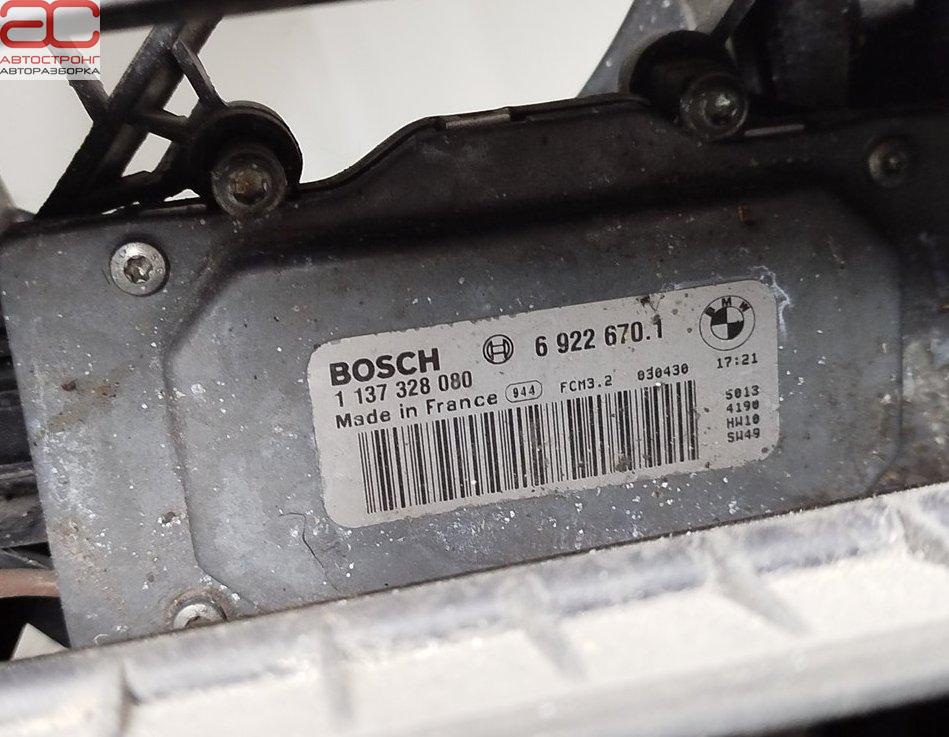 АС
АВТОСТРОНГ
АВТОРАЗБОРКА
BOSCH 6 922 670.1 BMW
1 137 328 080 17:21
Made in France 944 FCM3.2 030430
5013
4190
HW10
SW49